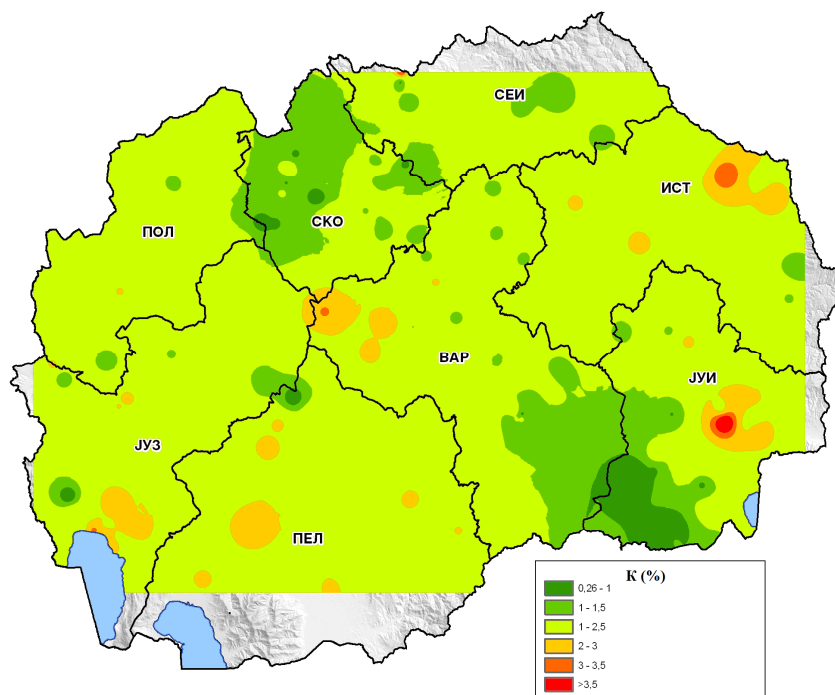 СЕИ
ИСТ
СКО
ПОЛ
ВАР
ЈУИ
ЈУЗ
ПЕЛ
К (%)
0,26 - 1
1 - 1,5
1 - 2,5
2 - 3
3 - 3,5
>3,5